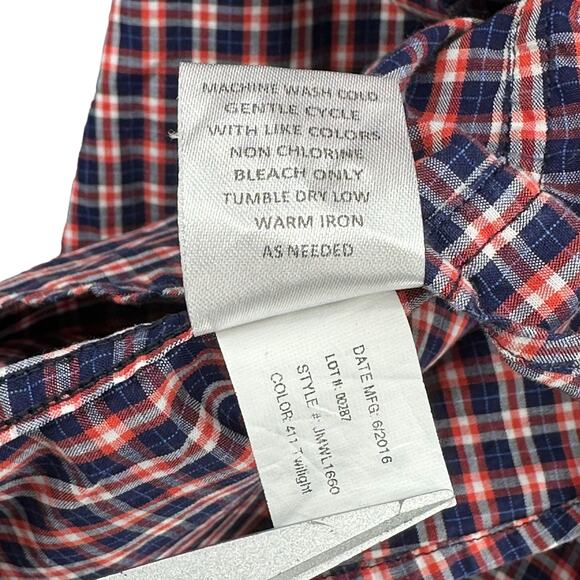 MACHINE WASH COLD
GENTLE CYCLE
WITH LIKE COLORS
NON CHLORINE
BLEACH ONLY
TUMBLE DRY LOW
WARM IRON
AS NEEDED
DATE MFG: 6/2016
LOT #: 00287
STYLE #: JMWL1660
COLOR: 411-Twilight